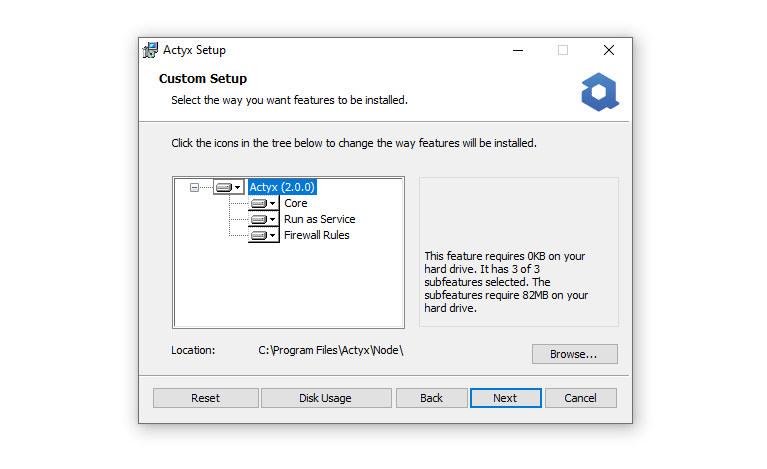 Actyx Setup
Custom Setup
Select the way you want features to be installed.
Click the icons in the tree below to change the way features will be installed.
Actyx (2.0.0)
Core
Run as Service
Firewall Rules
This feature requires 0KB on your
hard drive. It has 3 of 3
subfeatures selected. The
subfeatures require 82MB on your
hard drive.
Location: C:\Program Files\Actyx\Node\
Browse...
Reset Disk Usage Back Next Cancel